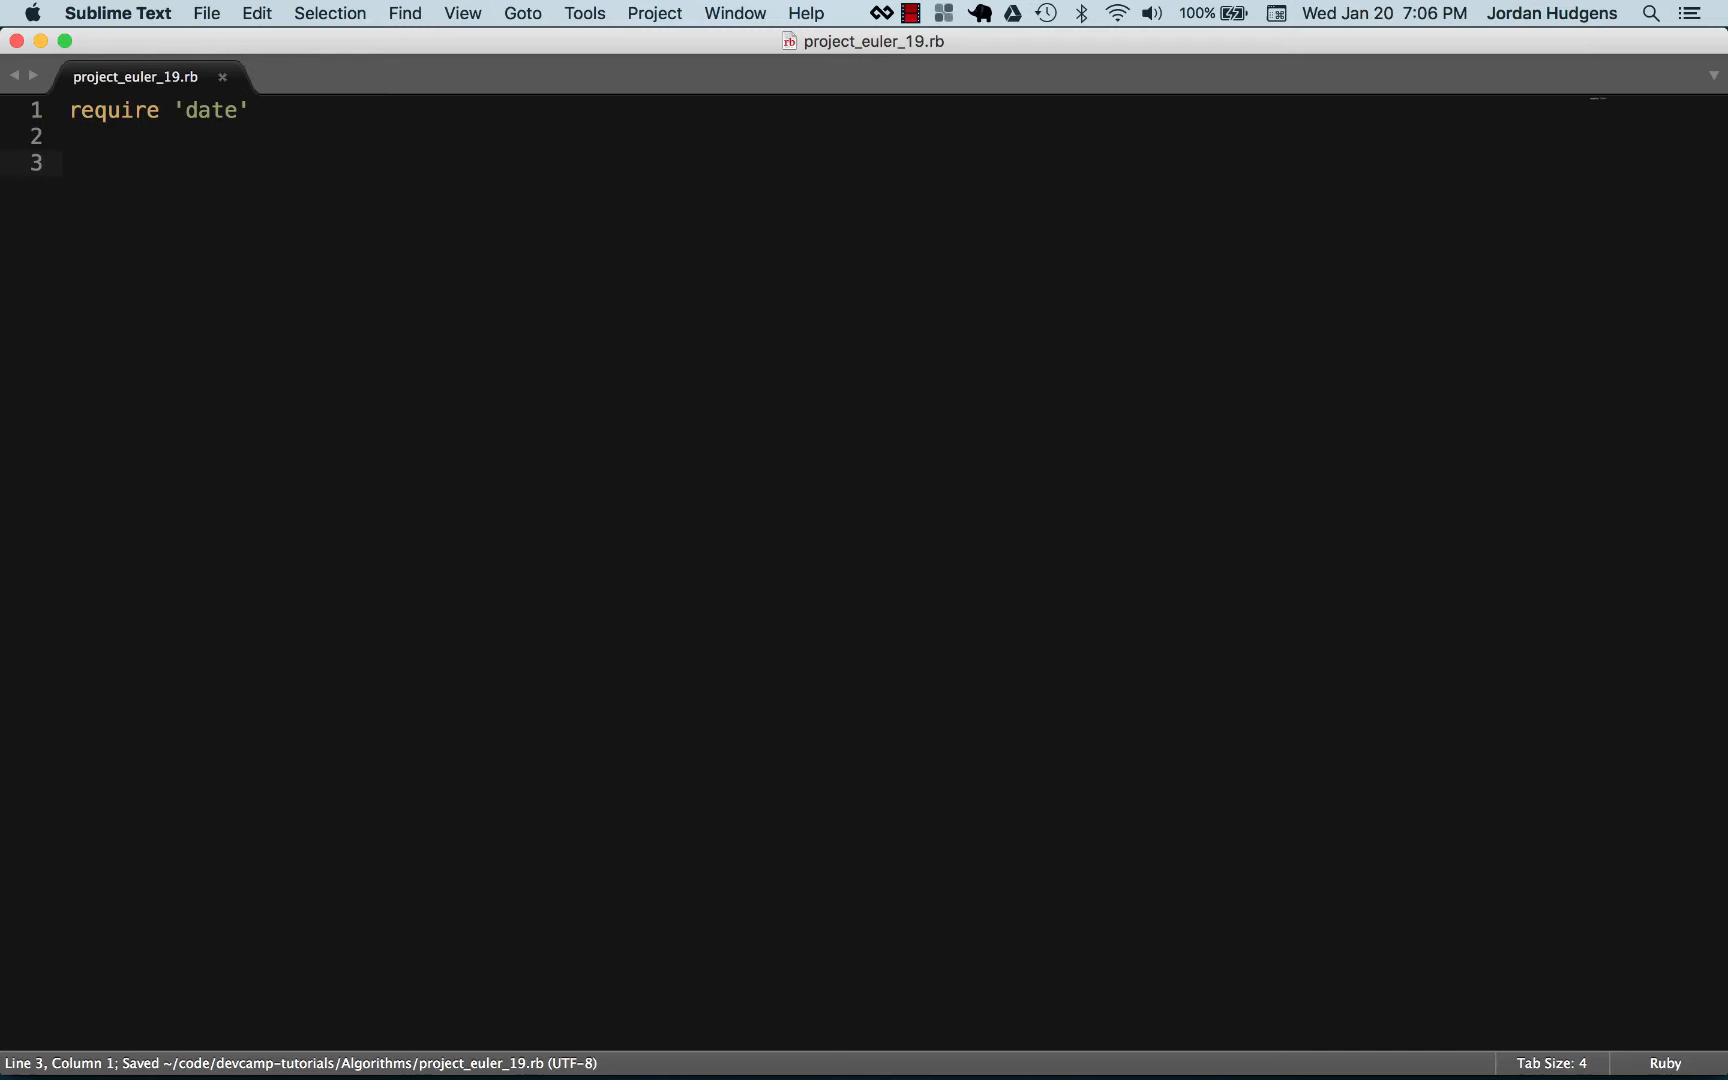 Sublime Text File Edit Selection Find View Goto Tools Project Window Help 100% Wed Jan 20 7:06 PM Jordan Hudgens
rb project_euler_19.rb
project_euler_19.rb ×
1 require 'date'
2
3
Line 3, Column 1; Saved ~/code/devcamp-tutorials/Algorithms/project_euler_19.rb (UTF-8) Tab Size: 4 Ruby